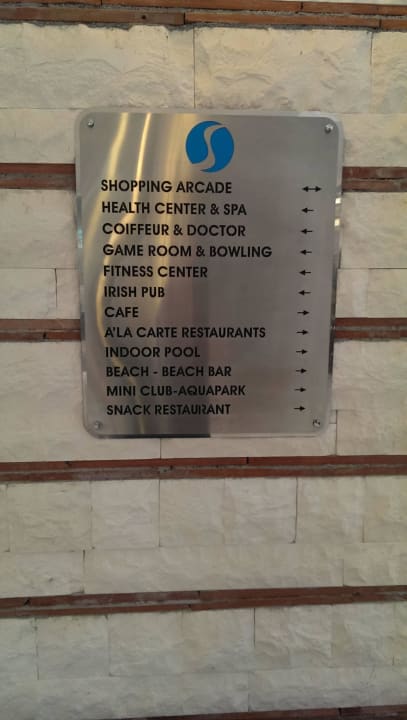 SHOPPING ARCADE ↔
HEALTH CENTER & SPA ←
COIFFEUR & DOCTOR ←
GAME ROOM & BOWLING ←
FITNESS CENTER ←
IRISH PUB ←
CAFE →
A'LA CARTE RESTAURANTS →
INDOOR POOL →
BEACH - BEACH BAR →
MINI CLUB-AQUAPARK →
SNACK RESTAURANT →